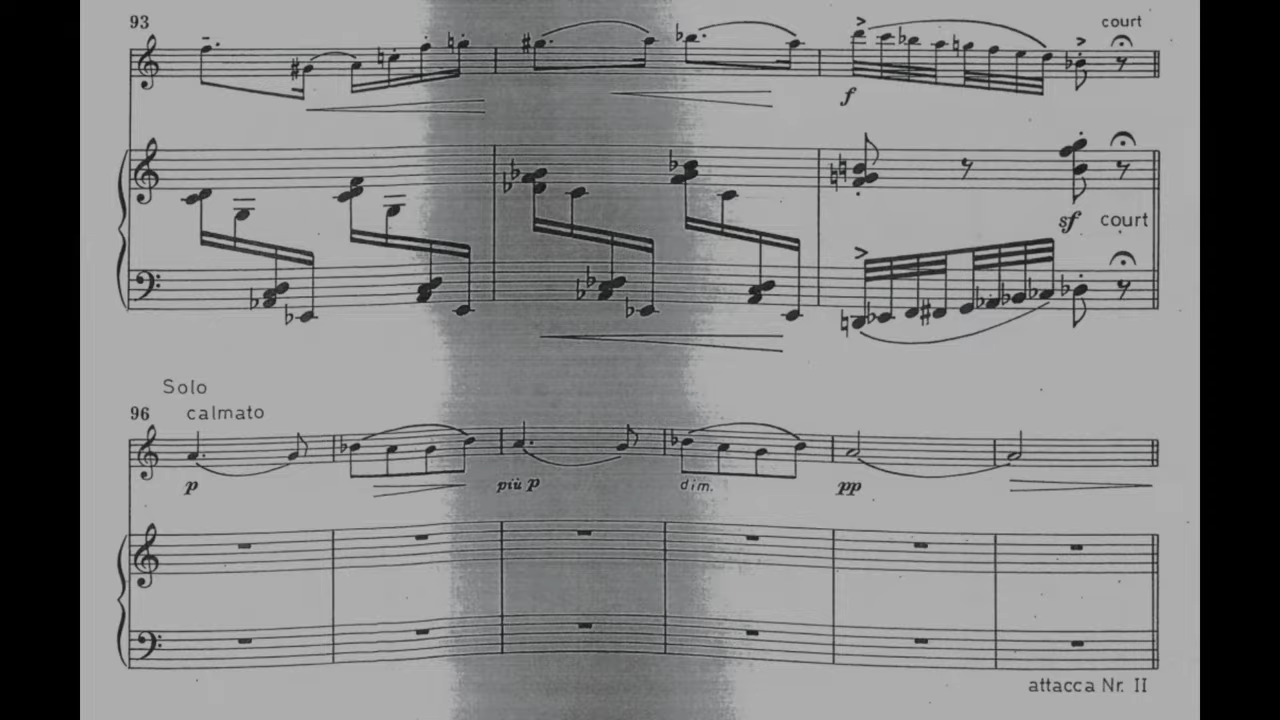 93
court
f
sf court
Solo
96 calmato
p
più p
dim.
pp
attacca Nr. II